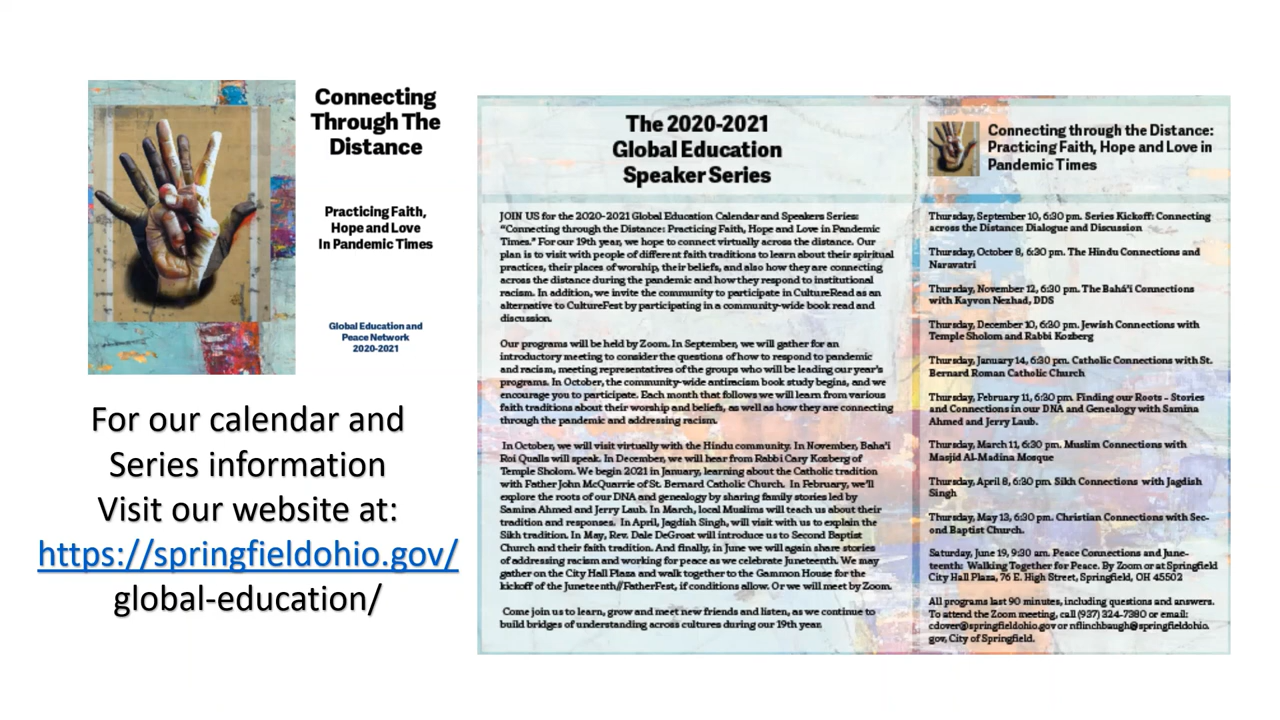 Connecting
Through The
Distance
Practicing Faith,
Hope and Love
In Pandemic Times
Global Education and
Peace Network
2020-2021
For our calendar and
Series information
Visit our website at:
https://springfieldohio.gov/
global-education/
The 2020-2021
Global Education
Speaker Series
JOIN US for the 2020-2021 Global Education Calendar and Speakers Series:
"Connecting through the Distance: Practicing Faith, Hope and Love in Pandemic
Times." For our 19th year, we hope to connect virtually across the distance. Our
plan is to visit with people of different faith traditions to learn about their spiritual
practices, their places of worship, their beliefs, and also how they are connecting
across the distance during the pandemic and how they respond to institutional
racism. In addition, we invite the community to participate in CultureRead as an
alternative to CultureFest by participating in a community-wide book read and
discussion.
Our programs will be held by Zoom. In September, we will gather for an
introductory meeting to consider the questions of how to respond to pandemic
and racism, meeting representatives of the groups who will be leading our year's
programs. In October, the community-wide antiracism book study begins, and we
encourage you to participate. Each month that follows we will learn from various
faith traditions about their worship and beliefs, as well as how they are connecting
through the pandemic and addressing racism.
In October, we will visit virtually with the Hindu community. In November, Baha'i
Roi Qualls will speak. In December, we will hear from Rabbi Cary Kozberg of
Temple Sholom. We begin 2021 in January, learning about the Catholic tradition
with Father John McQuarrie of St. Bernard Catholic Church. In February, we'll
explore the roots of our DNA and genealogy by sharing family stories led by
Samina Ahmed and Jerry Laub. In March, local Muslims will teach us about their
tradition and responses. In April, Jagdish Singh, will visit with us to explain the
Sikh tradition. In May, Rev. Dale DeGroat will introduce us to Second Baptist
Church and their faith tradition. And finally, in June we will again share stories
of addressing racism and working for peace as we celebrate Juneteenth. We may
gather on the City Hall Plaza and walk together to the Gammon House for the
kickoff of the Juneteenth/FatherFest, if conditions allow. Or we will meet by Zoom.
Come join us to learn, grow and meet new friends and listen, as we continue to
build bridges of understanding across cultures during our 19th year.
Connecting through the Distance:
Practicing Faith, Hope and Love in
Pandemic Times
Thursday, September 10, 6:30 pm. Series Kickoff: Connecting
across the Distance: Dialogue and Discussion
Thursday, October 8, 6:30 pm. The Hindu Connections and
Navaratri
Thursday, November 12, 6:30 pm. The Bahá'í Connections
with Kayvon Nezhad, DDS
Thursday, December 10, 6:30 pm. Jewish Connections with
Temple Sholom and Rabbi Kozberg
Thursday, January 14, 6:30 pm. Catholic Connections with St.
Bernard Roman Catholic Church
Thursday, February 11, 6:30 pm. Finding our Roots - Stories
and Connections in our DNA and Genealogy with Samina
Ahmed and Jerry Laub.
Thursday, March 11, 6:30 pm. Muslim Connections with
Masjid Al-Madina Mosque
Thursday, April 8, 6:30 pm. Sikh Connections with Jagdish
Singh
Thursday, May 13, 6:30 pm. Christian Connections with Sec-
ond Baptist Church.
Saturday, June 19, 9:30 am. Peace Connections and June-
teenth: Walking Together for Peace. By Zoom or at Springfield
City Hall Plaza, 76 E. High Street, Springfield, OH 45502
All programs last 90 minutes, including questions and answers.
To attend the Zoom meeting, call (937) 324-7380 or email:
cdover@springfieldohio.gov or nflinchbaugh@springfieldohio.
gov, City of Springfield.